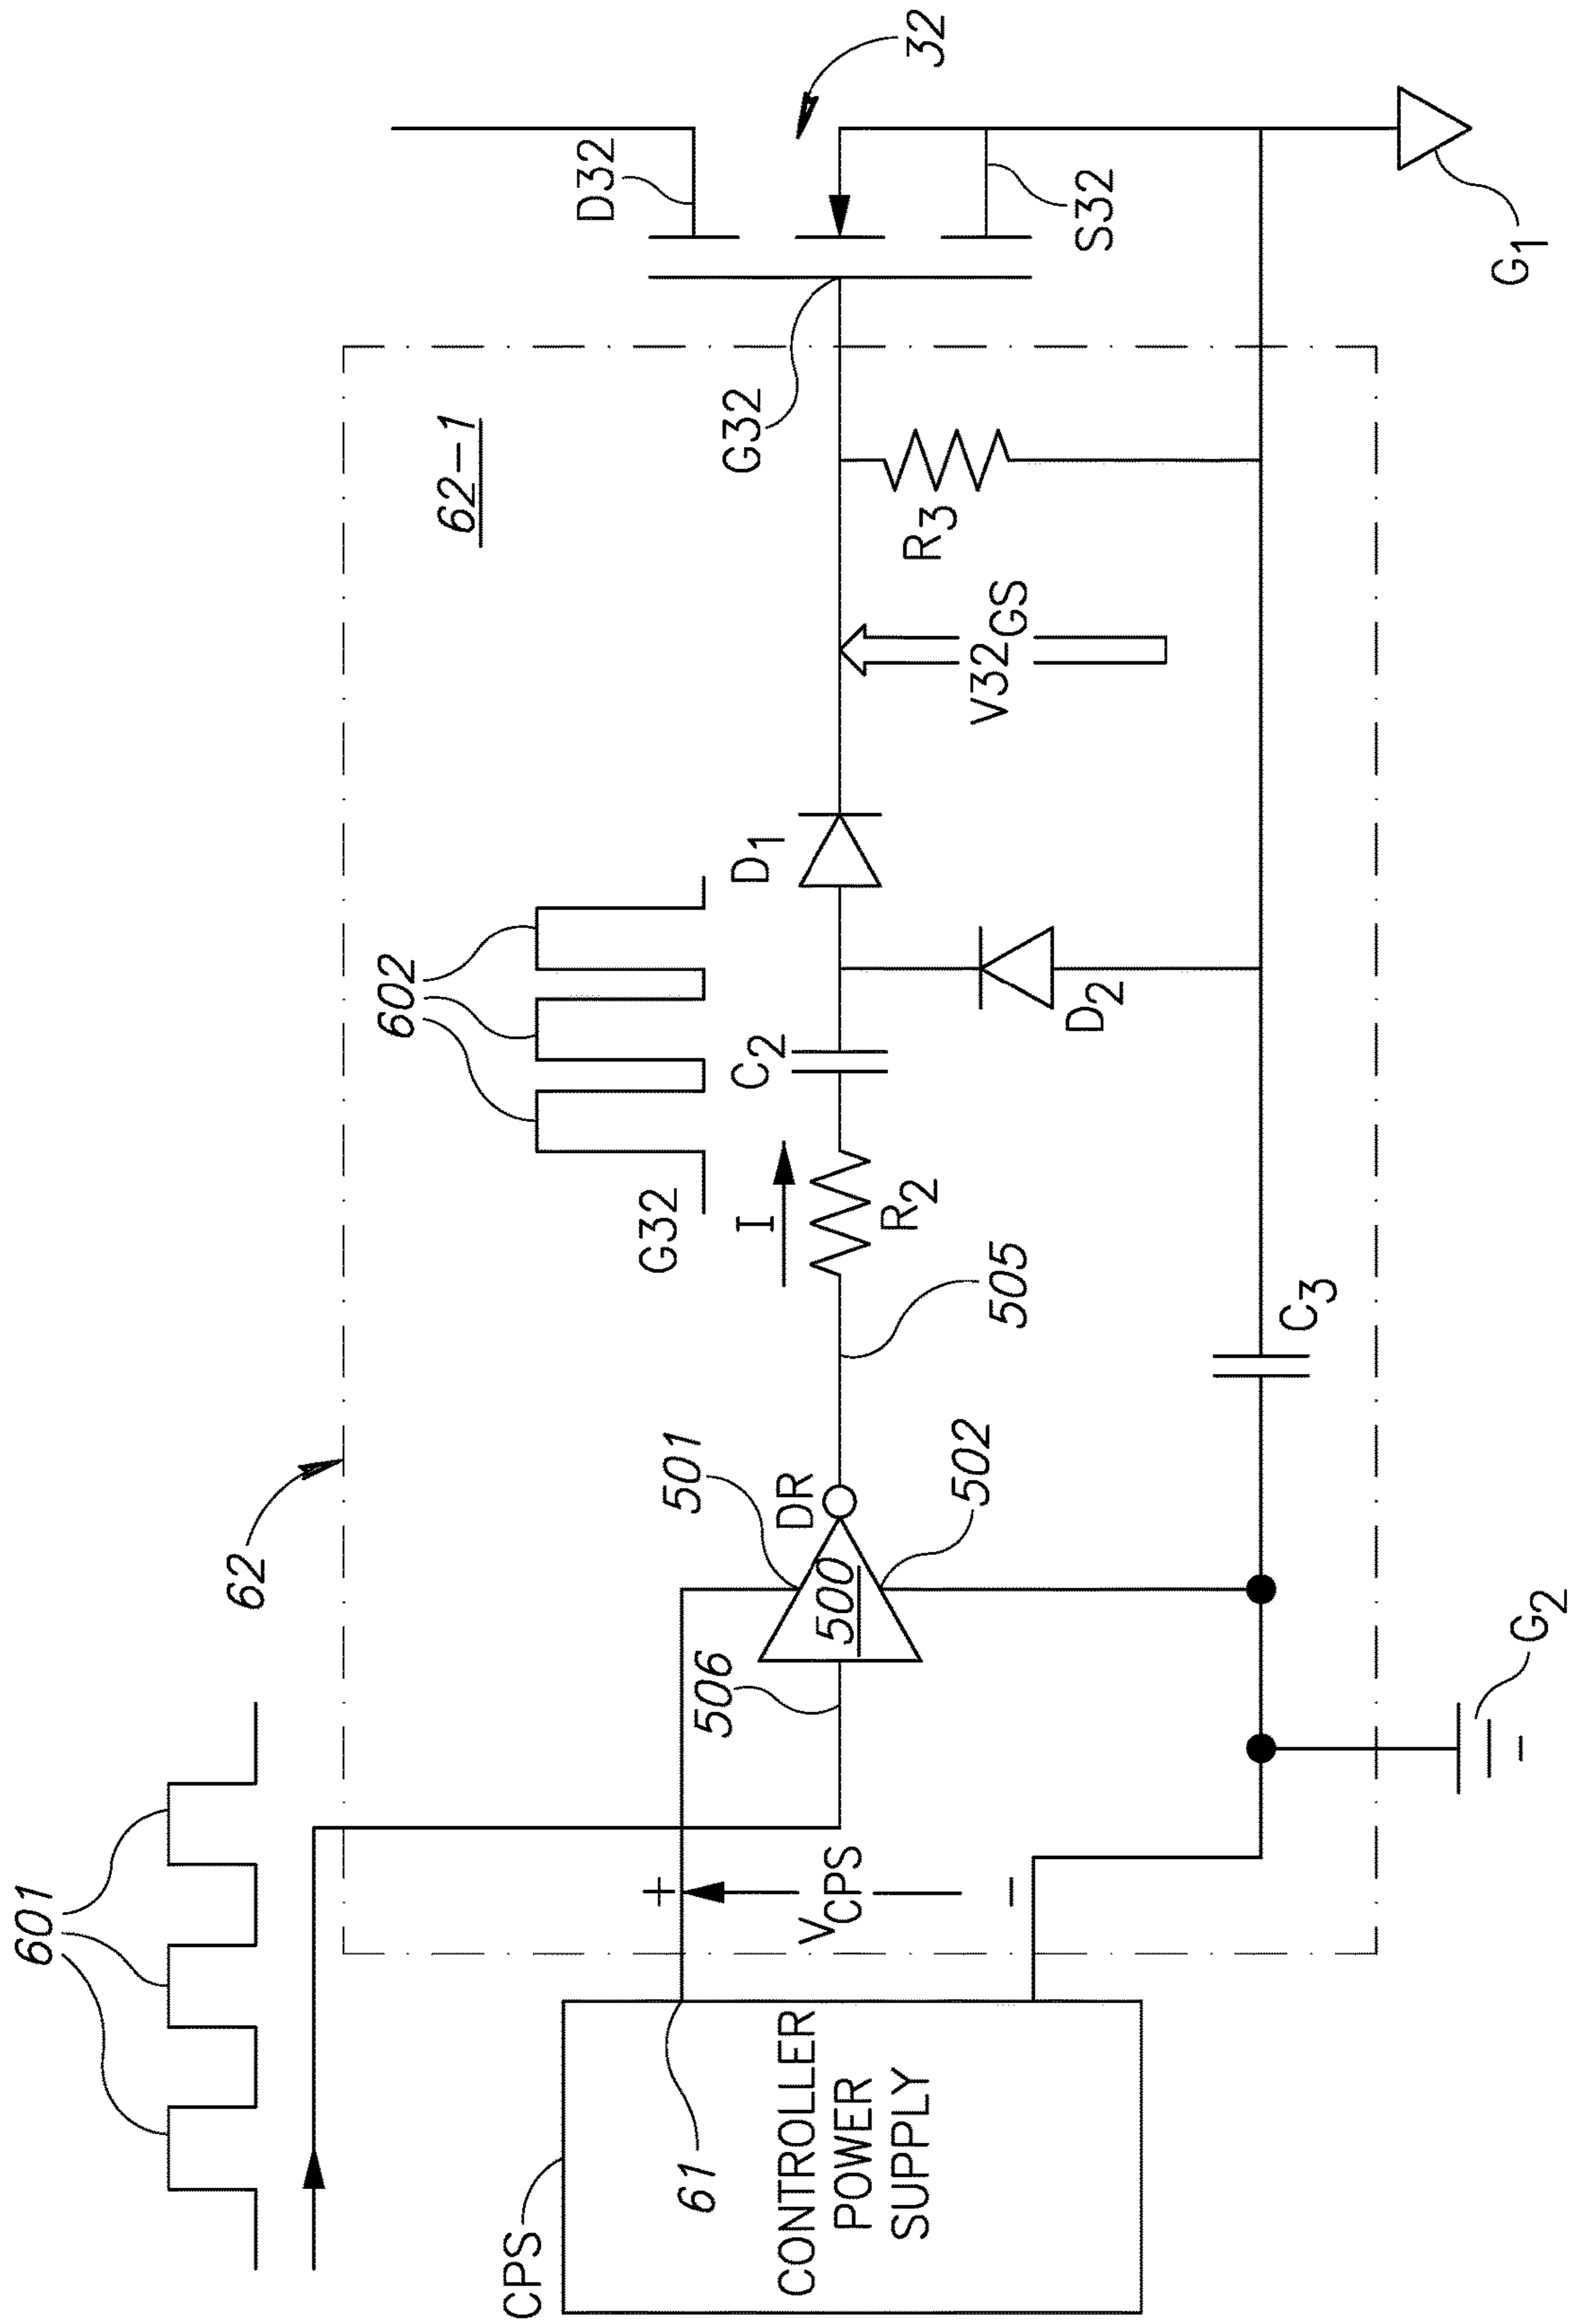 601
62
62-1
602
G32
I
C2
D1
G32
D32
32
S32
G1
R3
V32GS
D2
R2
505
C3
501
DR
500
502
506
G2
-
+
VCPS
-
61
CPS
CONTROLLER
POWER
SUPPLY